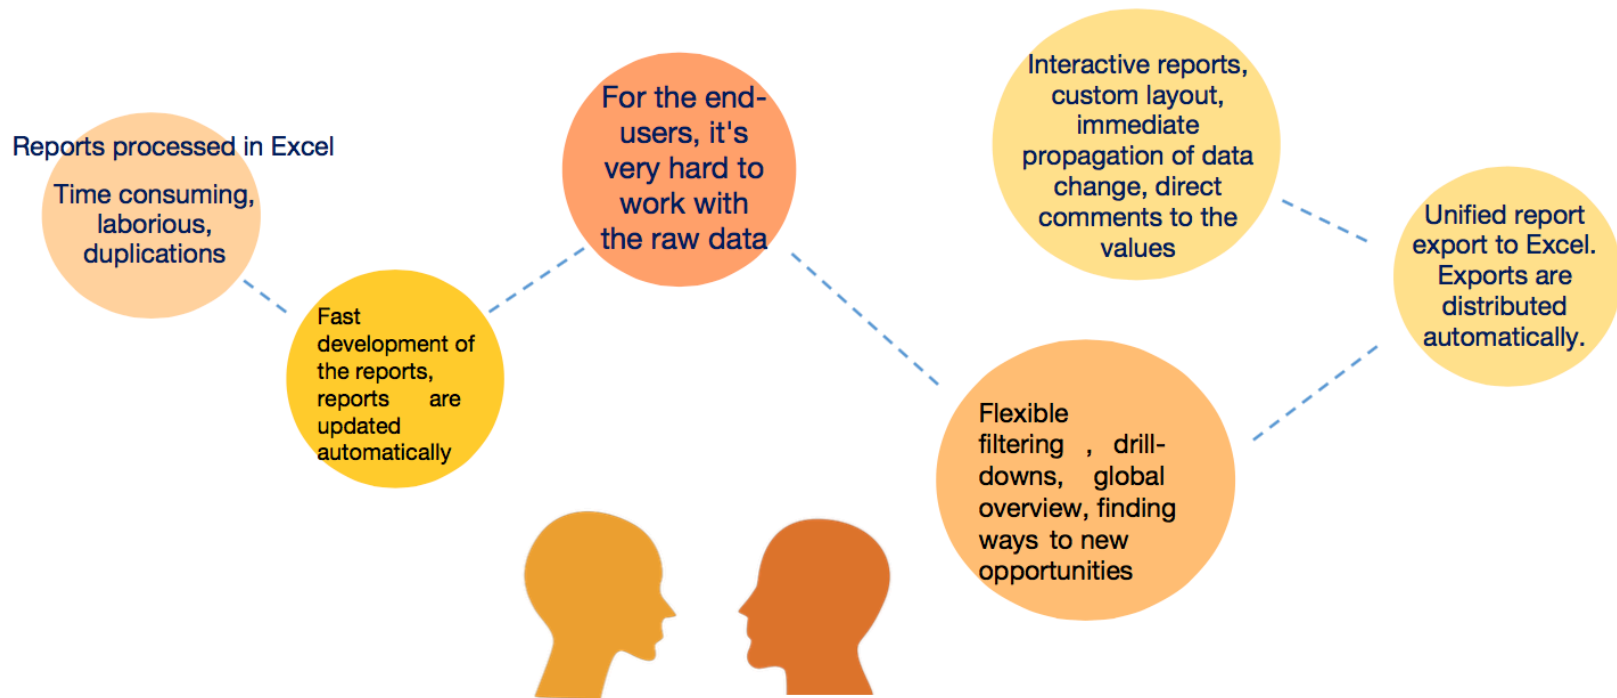 Reports processed in Excel
Time consuming,
laborious,
duplications
Fast
development of
the reports,
reports are
updated
automatically
For the end-
users, it's
very hard to
work with
the raw data
Flexible
filtering , drill-
downs, global
overview, finding
ways to new
opportunities
Interactive reports,
custom layout,
immediate
propagation of data
change, direct
comments to the
values
Unified report
export to Excel.
Exports are
distributed
automatically.